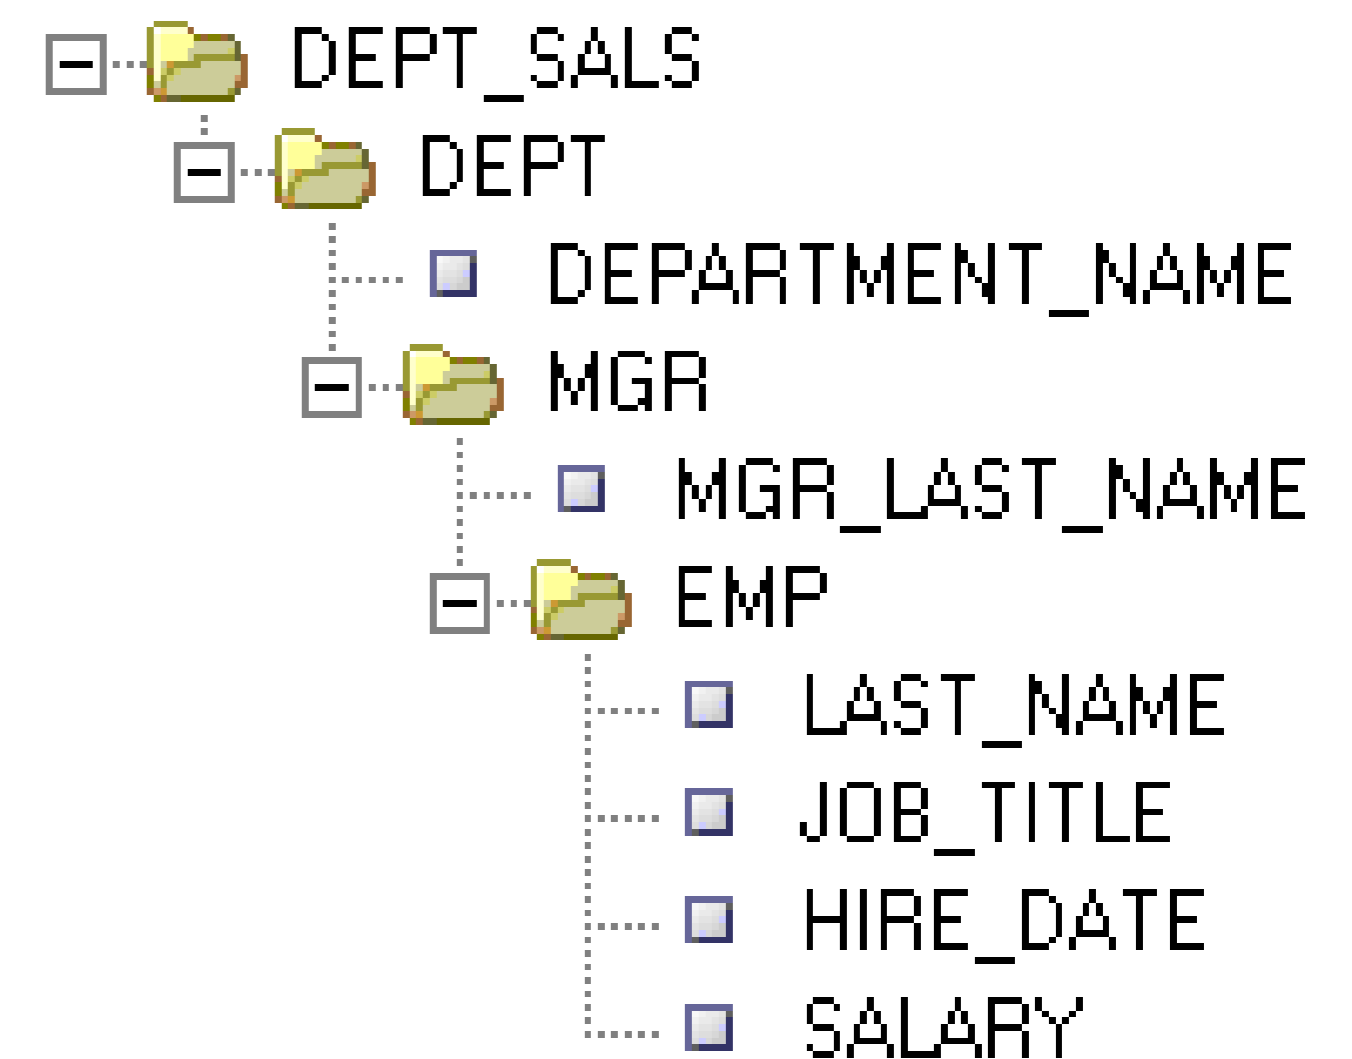 DEPT_SALS
DEPT
DEPARTMENT_NAME
MGR
MGR_LAST_NAME
EMP
LAST_NAME
JOB_TITLE
HIRE_DATE
SALARY